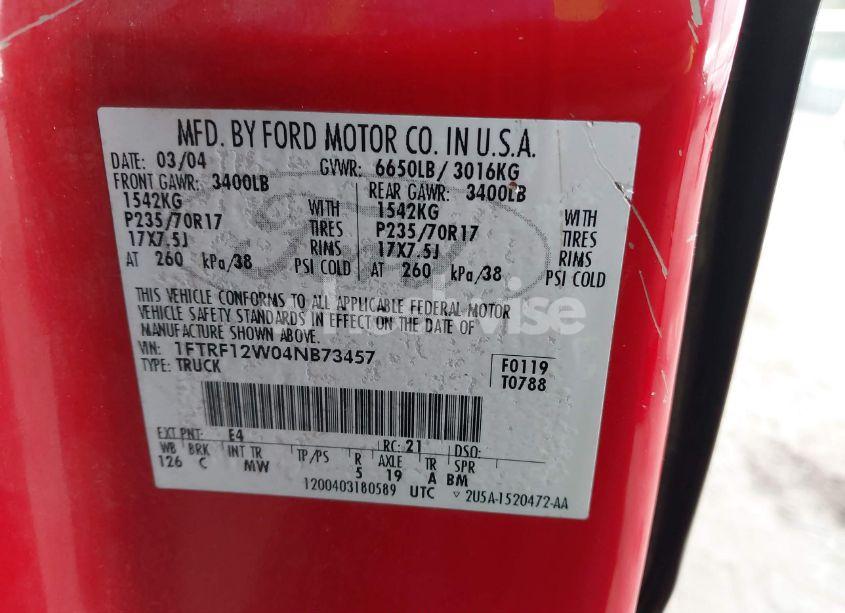 MFD. BY FORD MOTOR CO. IN U.S.A.
DATE: 03/04 GVWR: 6650LB/ 3016KG
FRONT GAWR: 3400LB REAR GAWR: 3400LB
1542KG WITH 1542KG WITH
P235/70R17 TIRES P235/70R17 TIRES
17X7.5J RIMS 17X7.5J RIMS
AT 260 kPa/38 PSI COLD AT 260 kPa/38 PSI COLD
THIS VEHICLE CONFORMS TO ALL APPLICABLE FEDERAL MOTOR
VEHICLE SAFETY STANDARDS IN EFFECT ON THE DATE OF
MANUFACTURE SHOWN ABOVE.
VIN: 1FTRF12W04NB73457 F0119
TYPE: TRUCK T0788
EXT PNT: E4 RC: 21 DSO:
WB BRK INT TR TP/PS R AXLE TR SPR
126 C MW 5 19 A BM
1200403180589 UTC ▽ 2U5A-1520472-AA